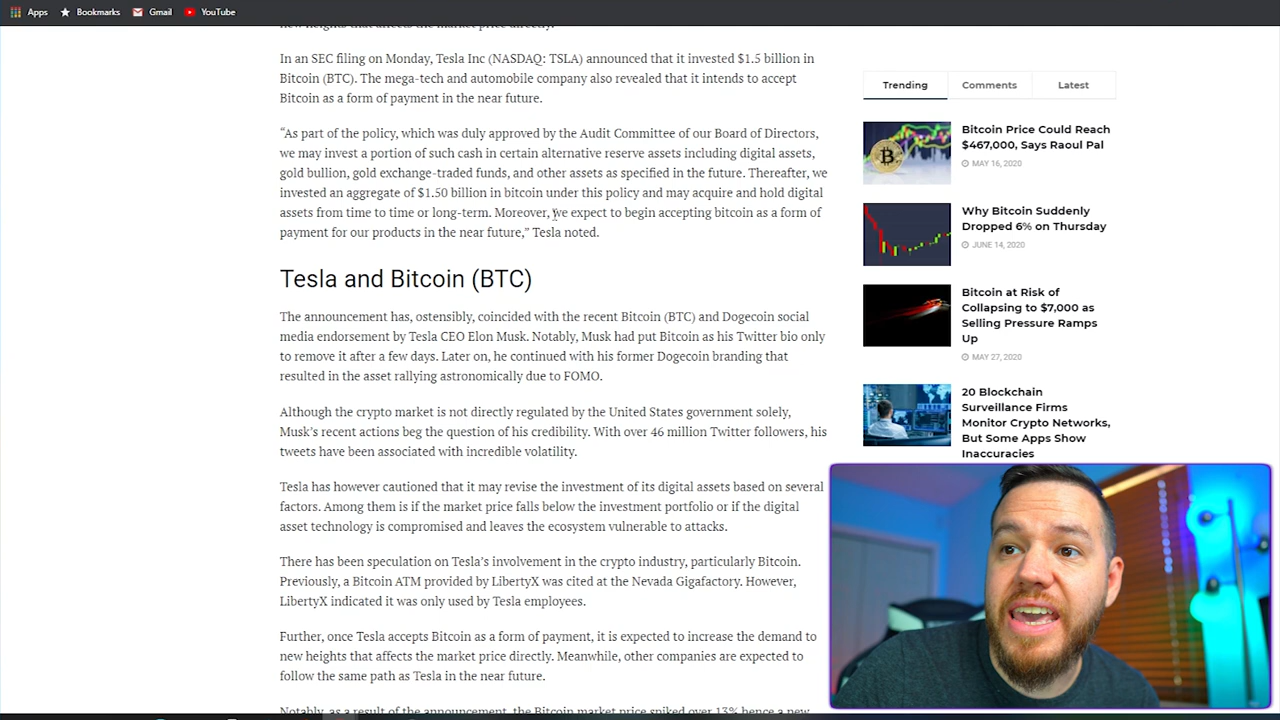 Apps
Bookmarks
Gmail
YouTube
new heights that affects the market price directly.
In an SEC filing on Monday, Tesla Inc (NASDAQ: TSLA) announced that it invested $1.5 billion in
Bitcoin (BTC). The mega-tech and automobile company also revealed that it intends to accept
Bitcoin as a form of payment in the near future.
“As part of the policy, which was duly approved by the Audit Committee of our Board of Directors,
we may invest a portion of such cash in certain alternative reserve assets including digital assets,
gold bullion, gold exchange-traded funds, and other assets as specified in the future. Thereafter, we
invested an aggregate of $1.50 billion in bitcoin under this policy and may acquire and hold digital
assets from time to time or long-term. Moreover, we expect to begin accepting bitcoin as a form of
payment for our products in the near future,” Tesla noted.
Tesla and Bitcoin (BTC)
The announcement has, ostensibly, coincided with the recent Bitcoin (BTC) and Dogecoin social
media endorsement by Tesla CEO Elon Musk. Notably, Musk had put Bitcoin as his Twitter bio only
to remove it after a few days. Later on, he continued with his former Dogecoin branding that
resulted in the asset rallying astronomically due to FOMO.
Although the crypto market is not directly regulated by the United States government solely,
Musk’s recent actions beg the question of his credibility. With over 46 million Twitter followers, his
tweets have been associated with incredible volatility.
Tesla has however cautioned that it may revise the investment of its digital assets based on several
factors. Among them is if the market price falls below the investment portfolio or if the digital
asset technology is compromised and leaves the ecosystem vulnerable to attacks.
There has been speculation on Tesla’s involvement in the crypto industry, particularly Bitcoin.
Previously, a Bitcoin ATM provided by LibertyX was cited at the Nevada Gigafactory. However,
LibertyX indicated it was only used by Tesla employees.
Further, once Tesla accepts Bitcoin as a form of payment, it is expected to increase the demand to
new heights that affects the market price directly. Meanwhile, other companies are expected to
follow the same path as Tesla in the near future.
Notably, as a result of the announcement, the Bitcoin market price spiked over 13% hence a new
Trending
Comments
Latest
Bitcoin Price Could Reach
$467,000, Says Raoul Pal
MAY 16, 2020
Why Bitcoin Suddenly
Dropped 6% on Thursday
JUNE 14, 2020
Bitcoin at Risk of
Collapsing to $7,000 as
Selling Pressure Ramps
Up
MAY 27, 2020
20 Blockchain
Surveillance Firms
Monitor Crypto Networks,
But Some Apps Show
Inaccuracies